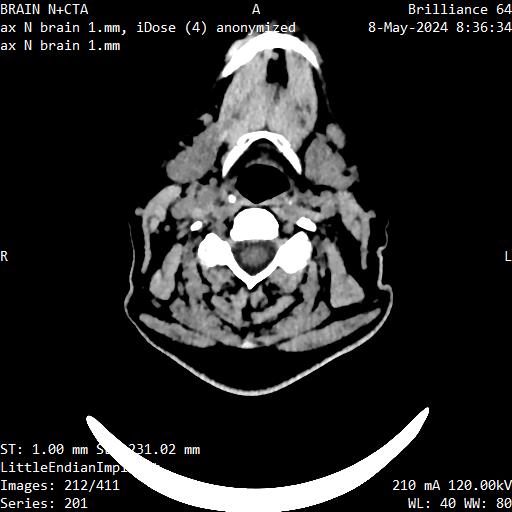 BRAIN N+CTA
A
Brilliance 64
ax N brain 1.mm, iDose (4) anonymized
8-May-2024 8:36:34
ax N brain 1.mm
R
L
ST: 1.00 mm 231.02 mm
Images: 212/411
210 mA 120.00kV
Series: 201
WL: 40 WW: 80